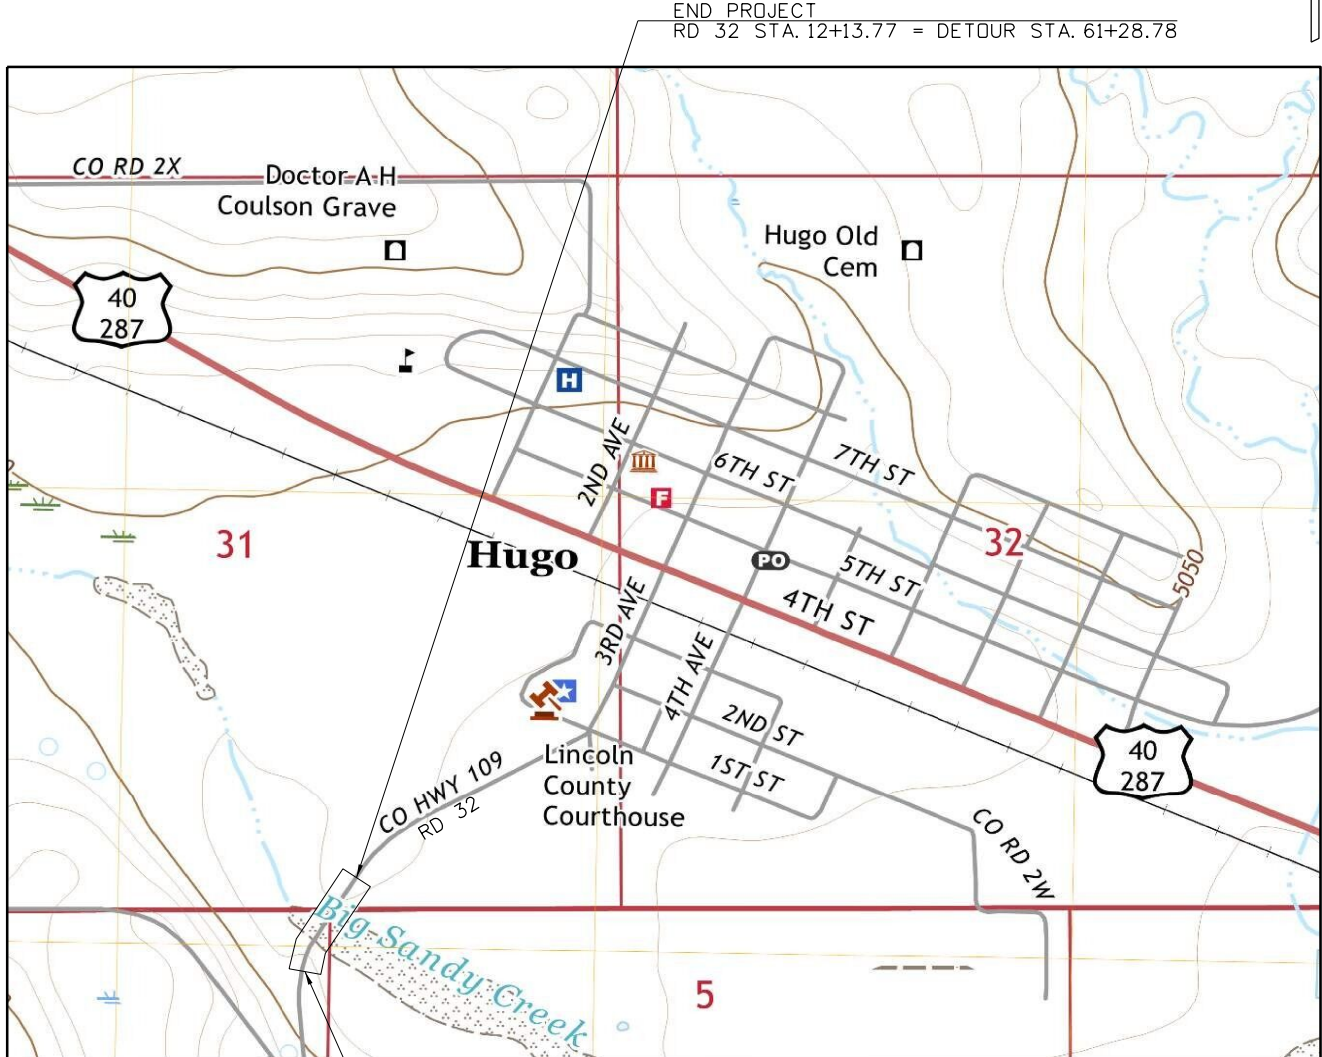 END PROJECT
RD 32 STA. 12+13.77 = DETOUR STA. 61+28.78
CO RD 2X
Doctor A H
Coulson Grave
Hugo Old
Cem
40
287
H
2ND AVE
6TH ST
7TH ST
F
31
Hugo
PO
32
5TH ST
5050
4TH ST
3RD AVE
4TH AVE
2ND ST
1ST ST
40
287
Lincoln
County
Courthouse
CO HWY 109
RD 32
CO RD 2W
Big Sandy Creek
5